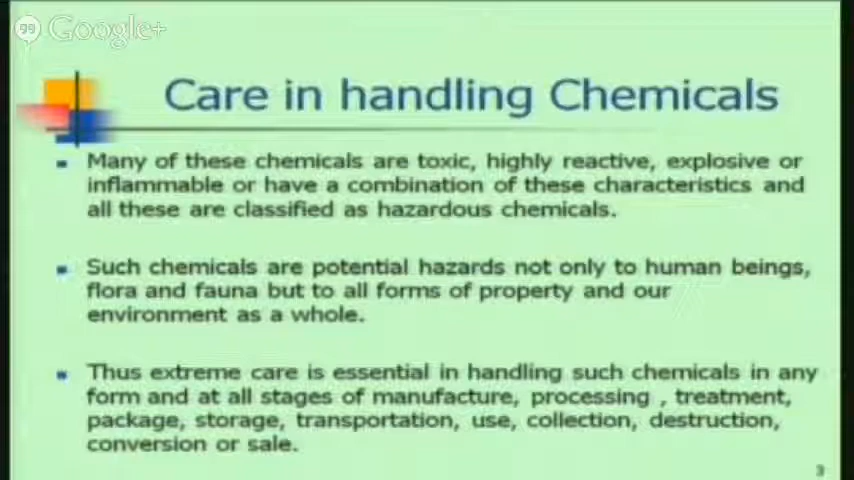 Google+
Care in handling Chemicals
Many of these chemicals are toxic, highly reactive, explosive or
inflammable or have a combination of these characteristics and
all these are classified as hazardous chemicals.
Such chemicals are potential hazards not only to human beings,
flora and fauna but to all forms of property and our
environment as a whole.
Thus extreme care is essential in handling such chemicals in any
form and at all stages of manufacture, processing , treatment,
package, storage, transportation, use, collection, destruction,
conversion or sale.
3